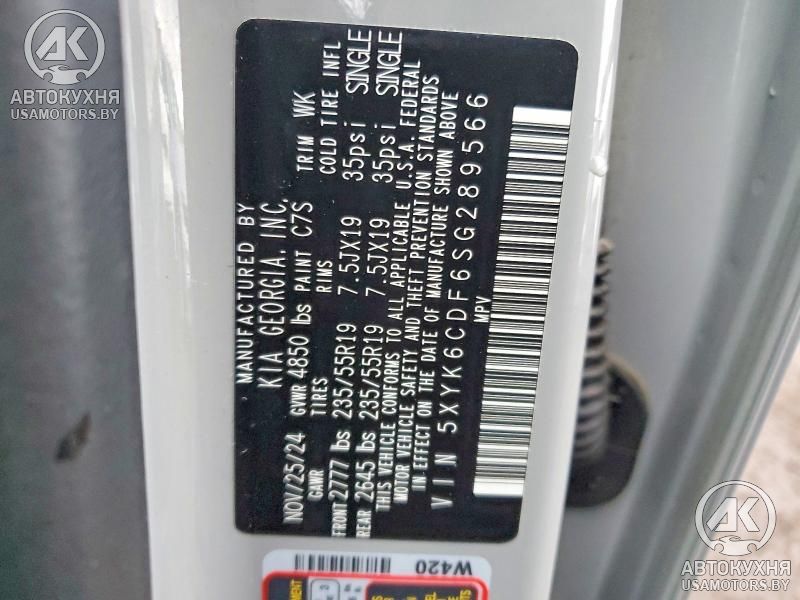 AK
АВТОКУХНЯ
USAMOTORS.BY
MANUFACTURED BY
KIA GEORGIA, INC.
NOV/25/24 GVWR 4850 lbs PAINT C7S TRIM WK
GAWR TIRES RIMS COLD TIRE INFL
FRONT 2777 lbs 235/55R19 7.5JX19 35psi SINGLE
REAR 2645 lbs 235/55R19 7.5JX19 35psi SINGLE
THIS VEHICLE CONFORMS TO ALL APPLICABLE U.S.A. FEDERAL
MOTOR VEHICLE SAFETY AND THEFT PREVENTION STANDARDS
IN EFFECT ON THE DATE OF MANUFACTURE SHOWN ABOVE
VIN 5XYK6CDF6SG289566
MPV
W420
AK
АВТОКУХНЯ
USAMOTORS.BY